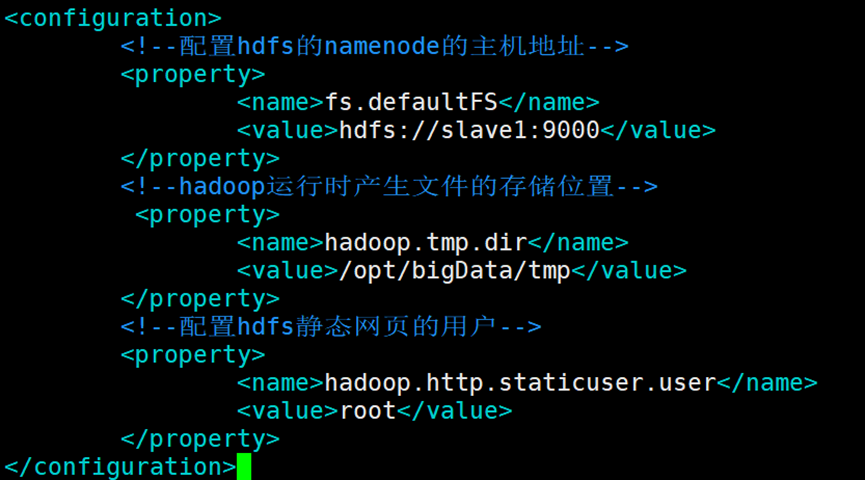 <configuration>
<!--配置hdfs的namenode的主机地址-->
<property>
<name>fs.defaultFS</name>
<value>hdfs://slave1:9000</value>
</property>
<!--hadoop运行时产生文件的存储位置-->
<property>
<name>hadoop.tmp.dir</name>
<value>/opt/bigData/tmp</value>
</property>
<!--配置hdfs静态网页的用户-->
<property>
<name>hadoop.http.staticuser.user</name>
<value>root</value>
</property>
</configuration>